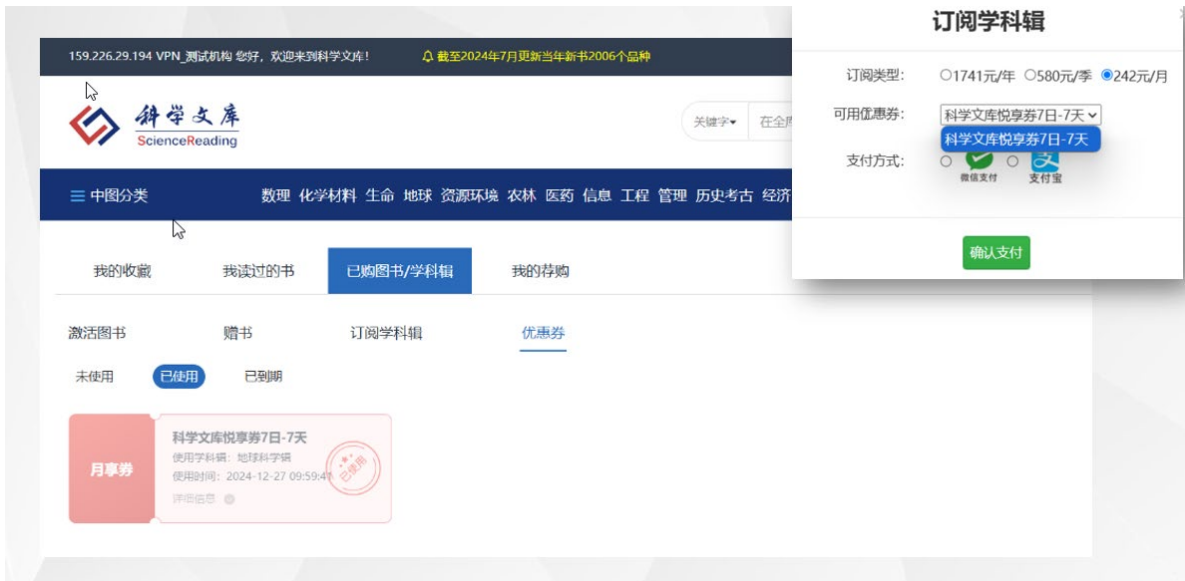 159.226.29.194 VPN_测试机构 您好，欢迎来到科学文库！
截至2024年7月更新当年新书2006个品种
科学文库
ScienceReading
关键字
在全
中图分类
数理 化学材料 生命 地球 资源环境 农林 医药 信息 工程 管理 历史考古 经济
我的收藏 我读过的书 已购图书/学科辑 我的荐购
激活图书 赠书 订阅学科辑 优惠券
未使用 已使用 已到期
月享券
科学文库悦享券7日-7天
使用学科辑：地球科学辑
使用时间：2024-12-27 09:59:4
详细信息
已使用
订阅学科辑
订阅类型： 1741元/年 580元/季 242元/月
可用优惠券： 科学文库悦享券7日-7天
科学文库悦享券7日-7天
支付方式：
微信支付 支付宝
确认支付